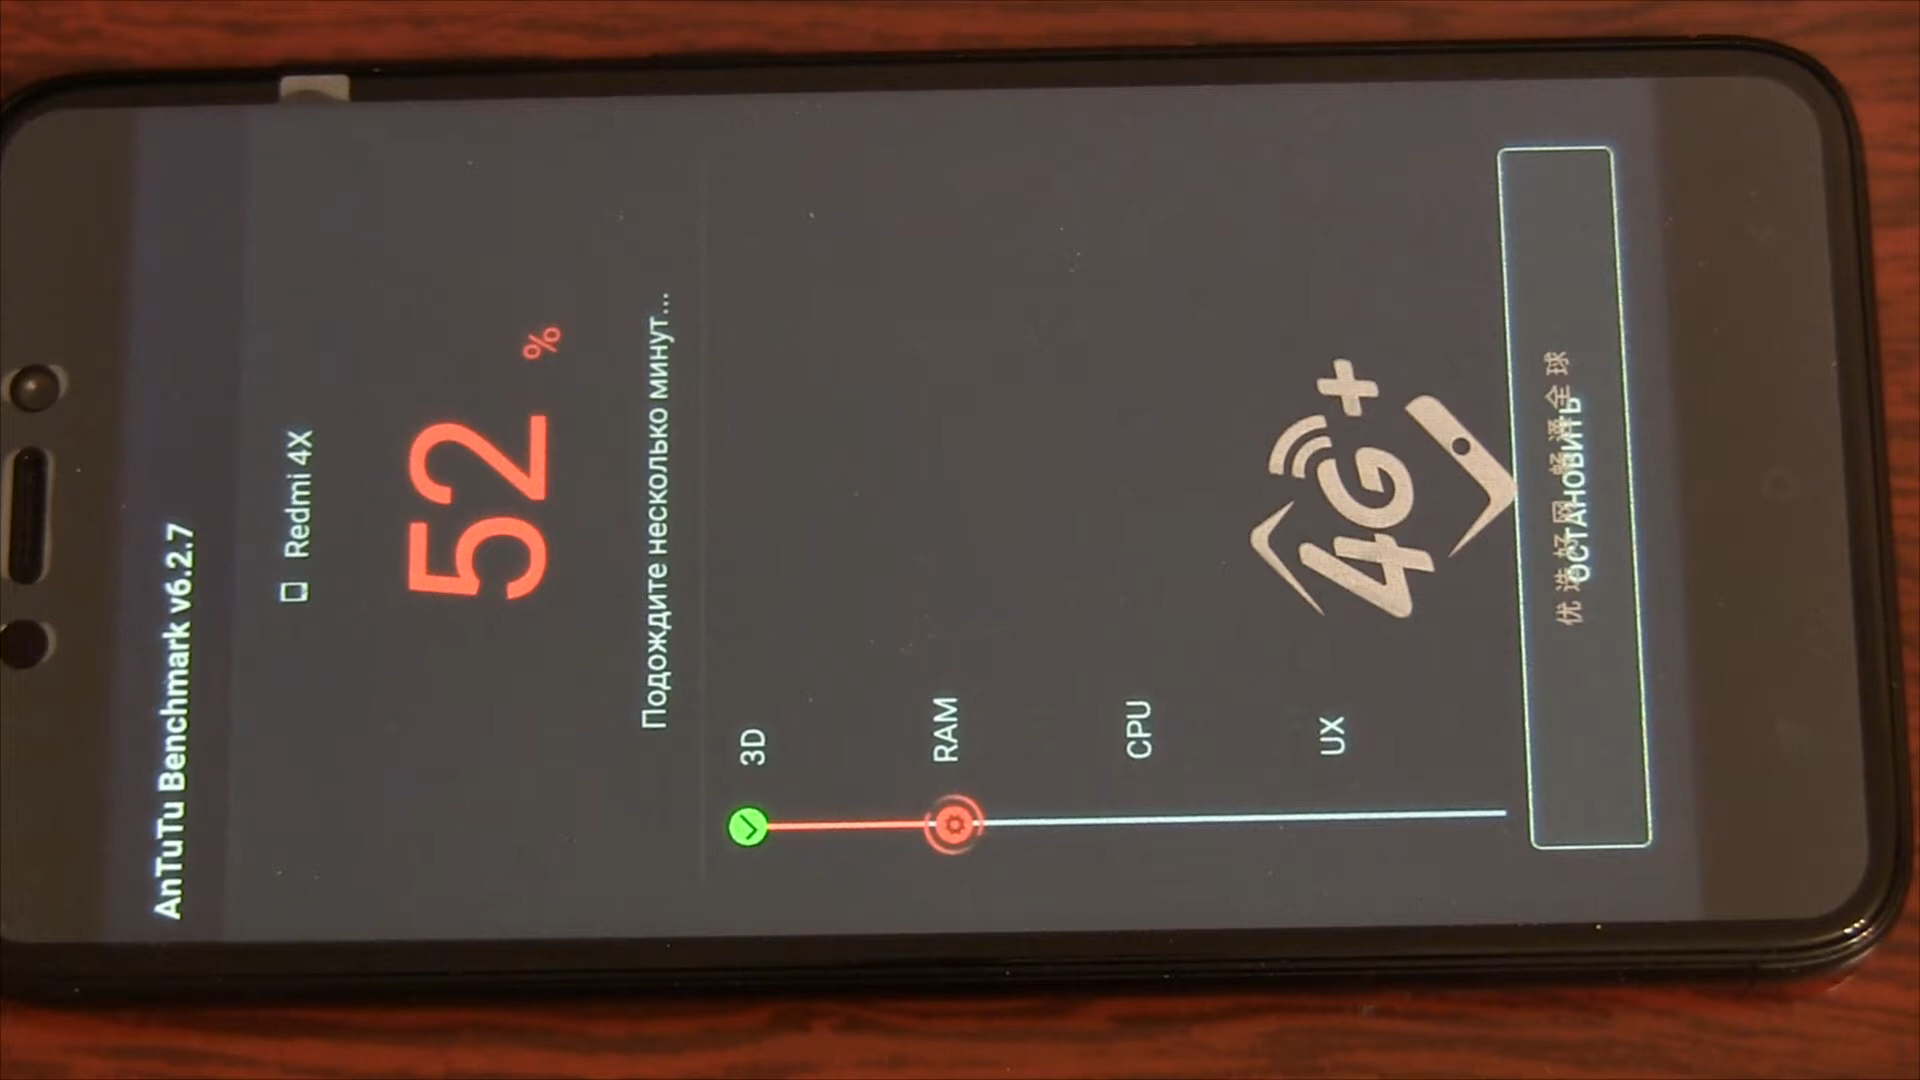 AnTuTu Benchmark v6.2.7
Redmi 4X
52 %
Подождите несколько минут...
3D
RAM
CPU
UX
4G+
优选好网 畅通全球
ОСТАНОВИТЬ